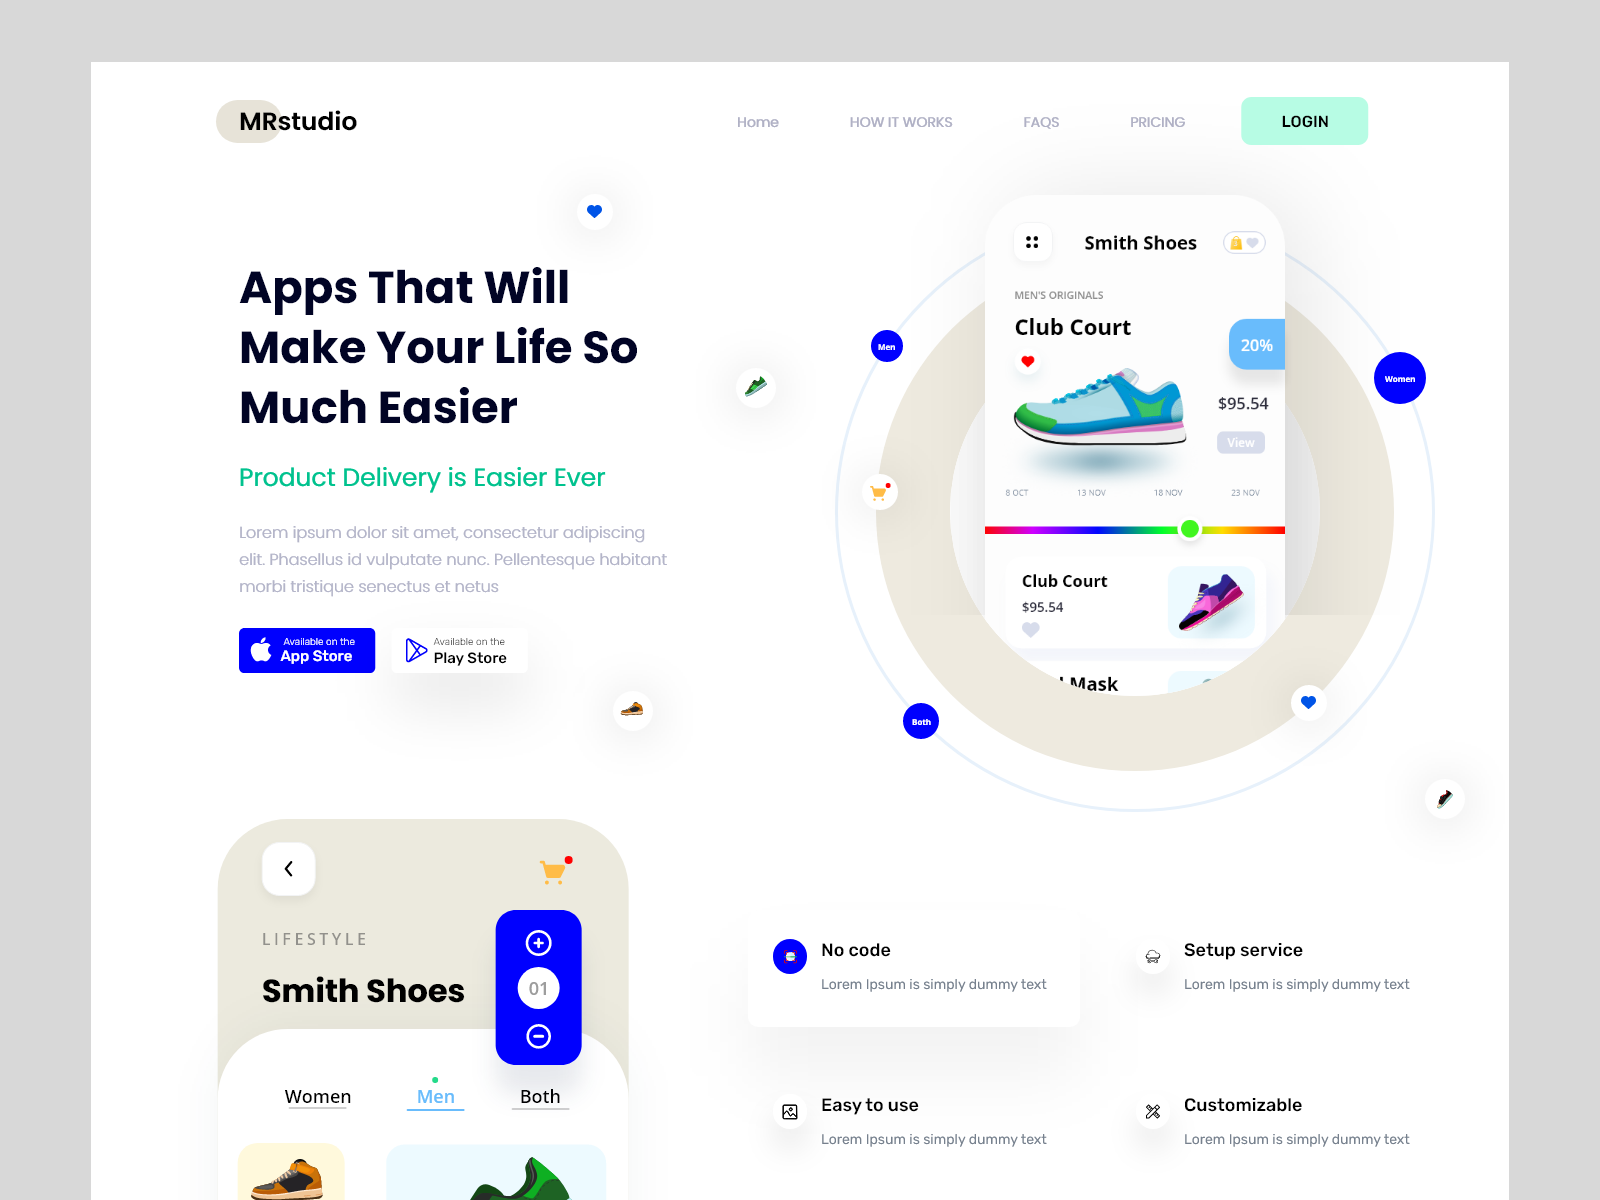 MRstudio
Home
HOW IT WORKS
FAQS
PRICING
LOGIN
Apps That Will
Make Your Life So
Much Easier
Product Delivery is Easier Ever
Lorem ipsum dolor sit amet, consectetur adipiscing
elit. Phasellus id vulputate nunc. Pellentesque habitant
morbi tristique senectus et netus
Available on the
App Store
Available on the
Play Store
Smith Shoes
MEN'S ORIGINALS
Club Court
20%
$95.54
View
8 OCT
13 NOV
18 NOV
23 NOV
Club Court
$95.54
Mask
Men
Women
Both
LIFESTYLE
Smith Shoes
01
Women
Men
Both
No code
Lorem Ipsum is simply dummy text
Setup service
Lorem Ipsum is simply dummy text
Easy to use
Lorem Ipsum is simply dummy text
Customizable
Lorem Ipsum is simply dummy text